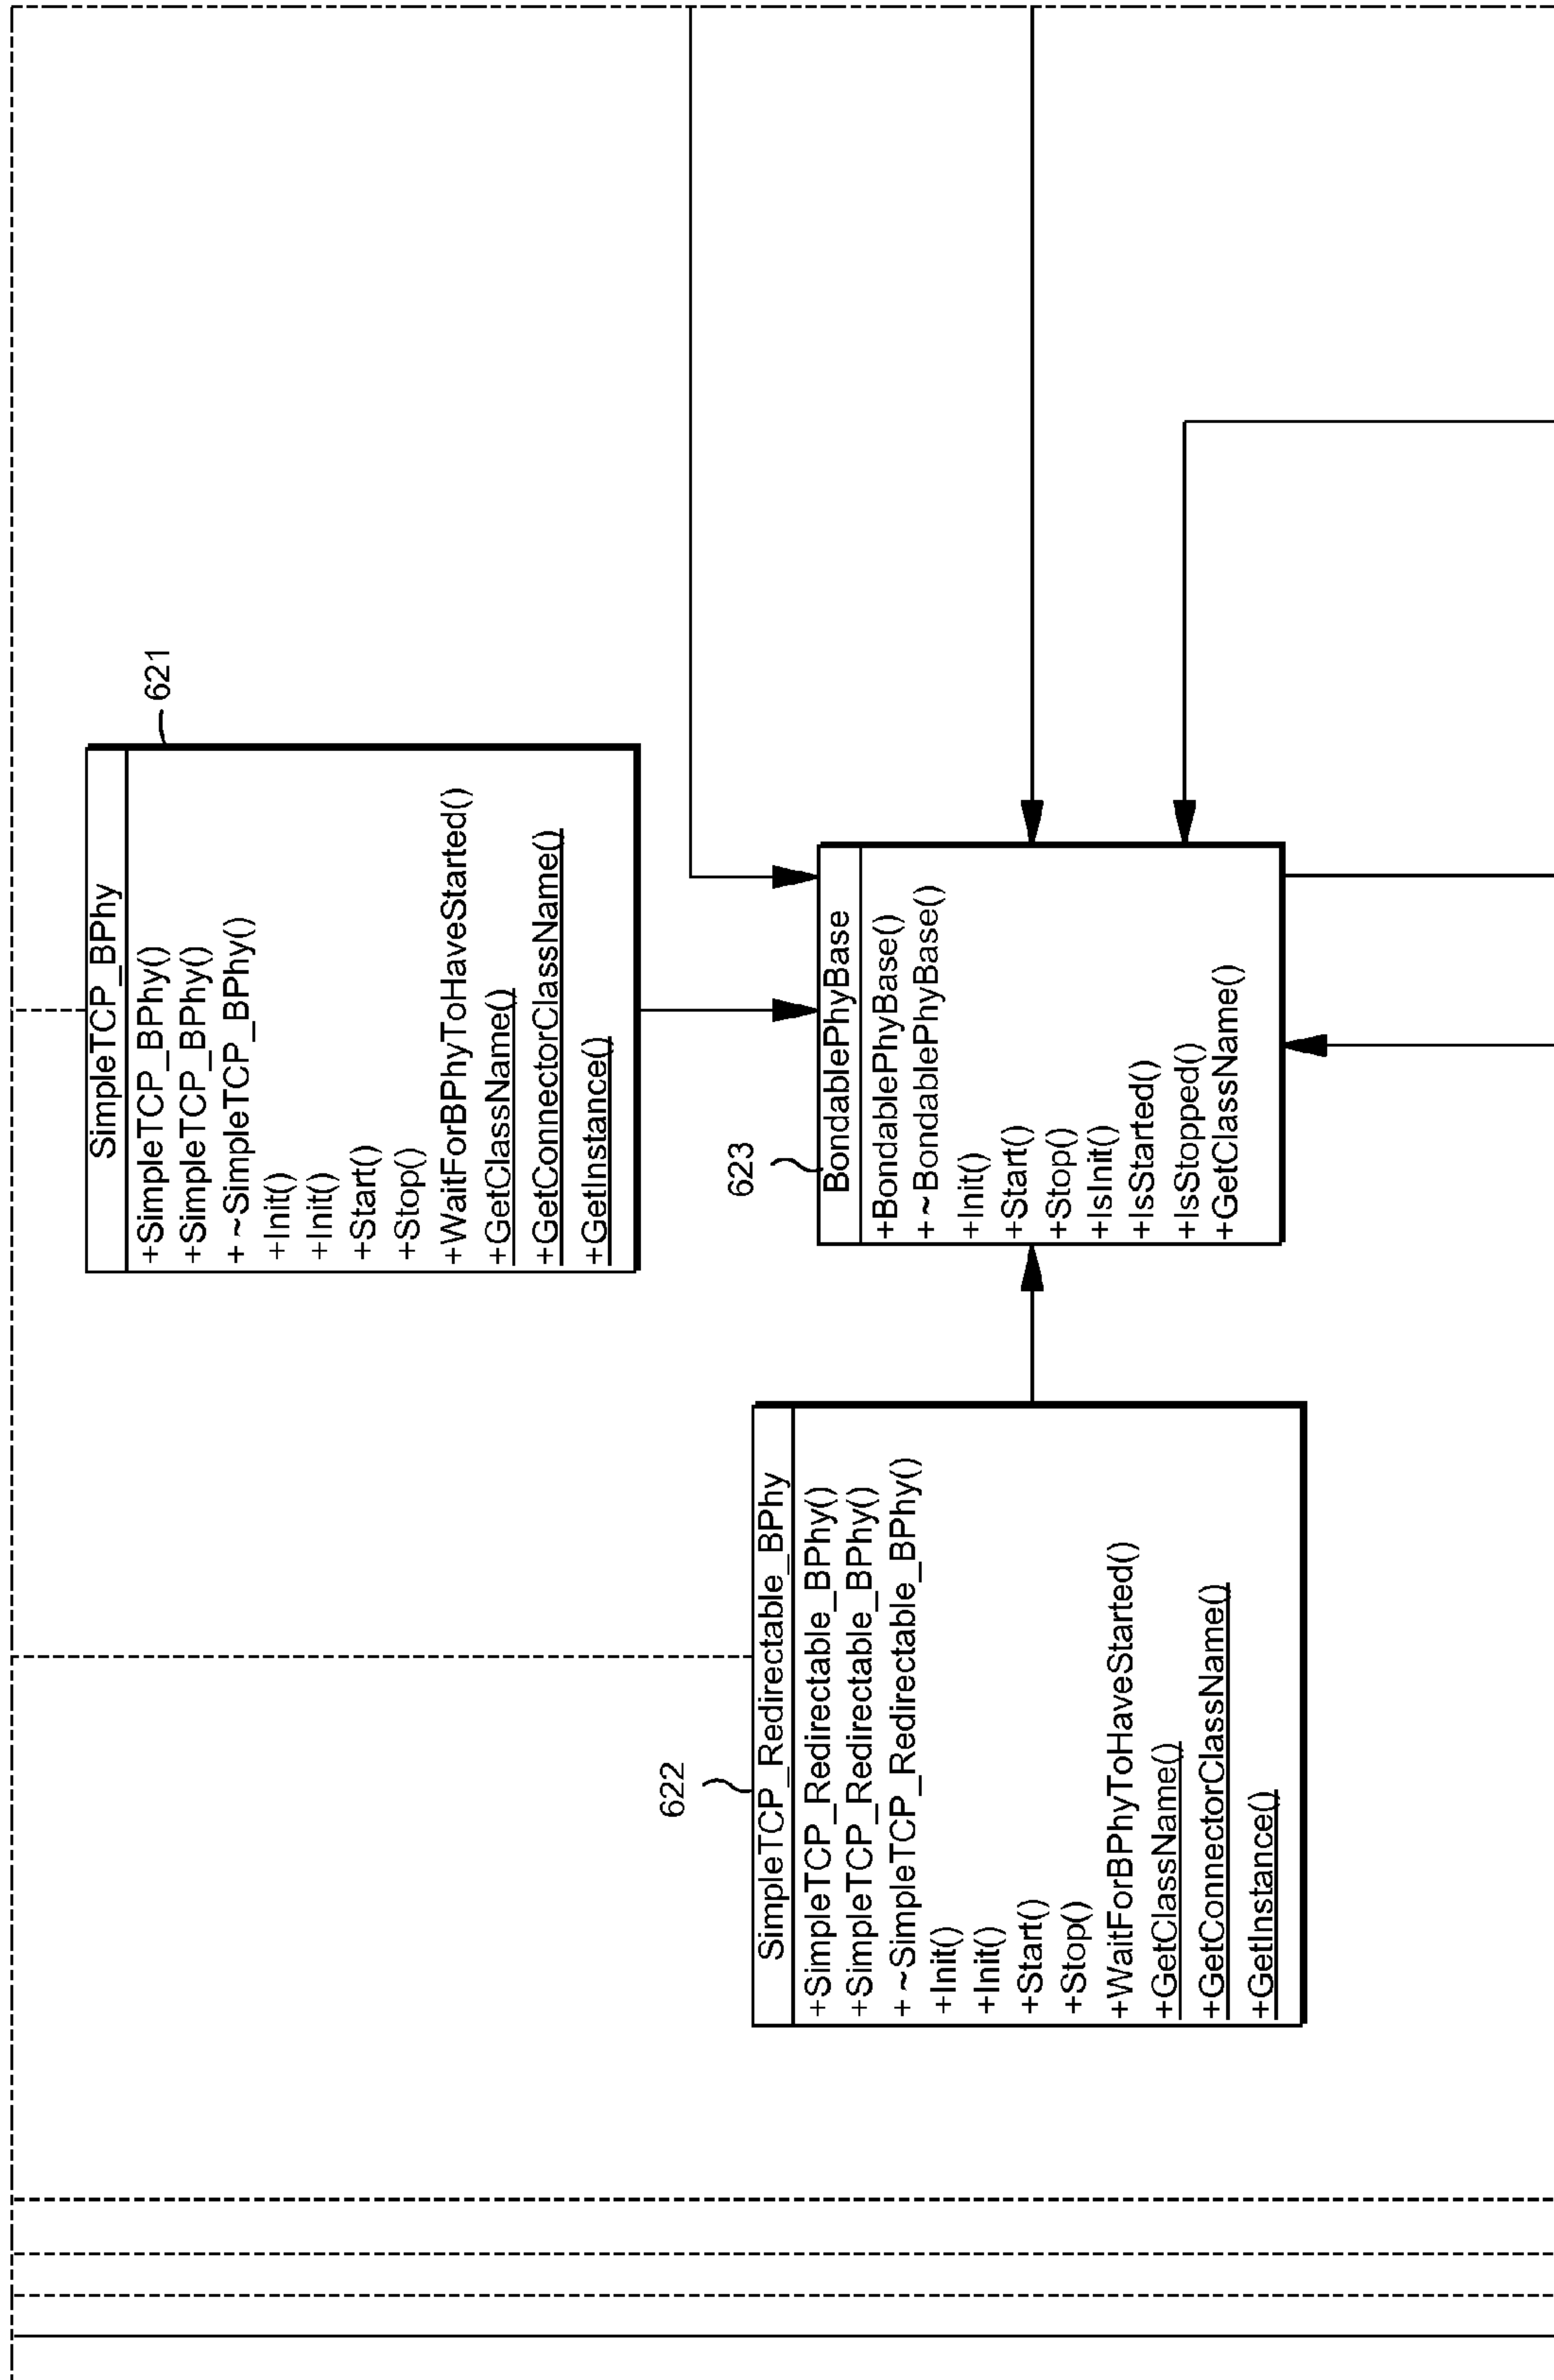 SimpleTCP_BPhy
+SimpleTCP_BPhy()
+SimpleTCP_BPhy()
+~SimpleTCP_BPhy()
+Init()
+Init()
+Start()
+Stop()
+WaitForBPhyToHaveStarted()
+GetClassName()
+GetConnectorClassName()
+GetInstance()
621
622
SimpleTCP_Redirectable_BPhy
+SimpleTCP_Redirectable_BPhy()
+SimpleTCP_Redirectable_BPhy()
+~SimpleTCP_Redirectable_BPhy()
+Init()
+Init()
+Start()
+Stop()
+WaitForBPhyToHaveStarted()
+GetClassName()
+GetConnectorClassName()
+GetInstance()
623
BondablePhyBase
+BondablePhyBase()
+~BondablePhyBase()
+Init()
+Start()
+Stop()
+IsInit()
+IsStarted()
+IsStopped()
+GetClassName()